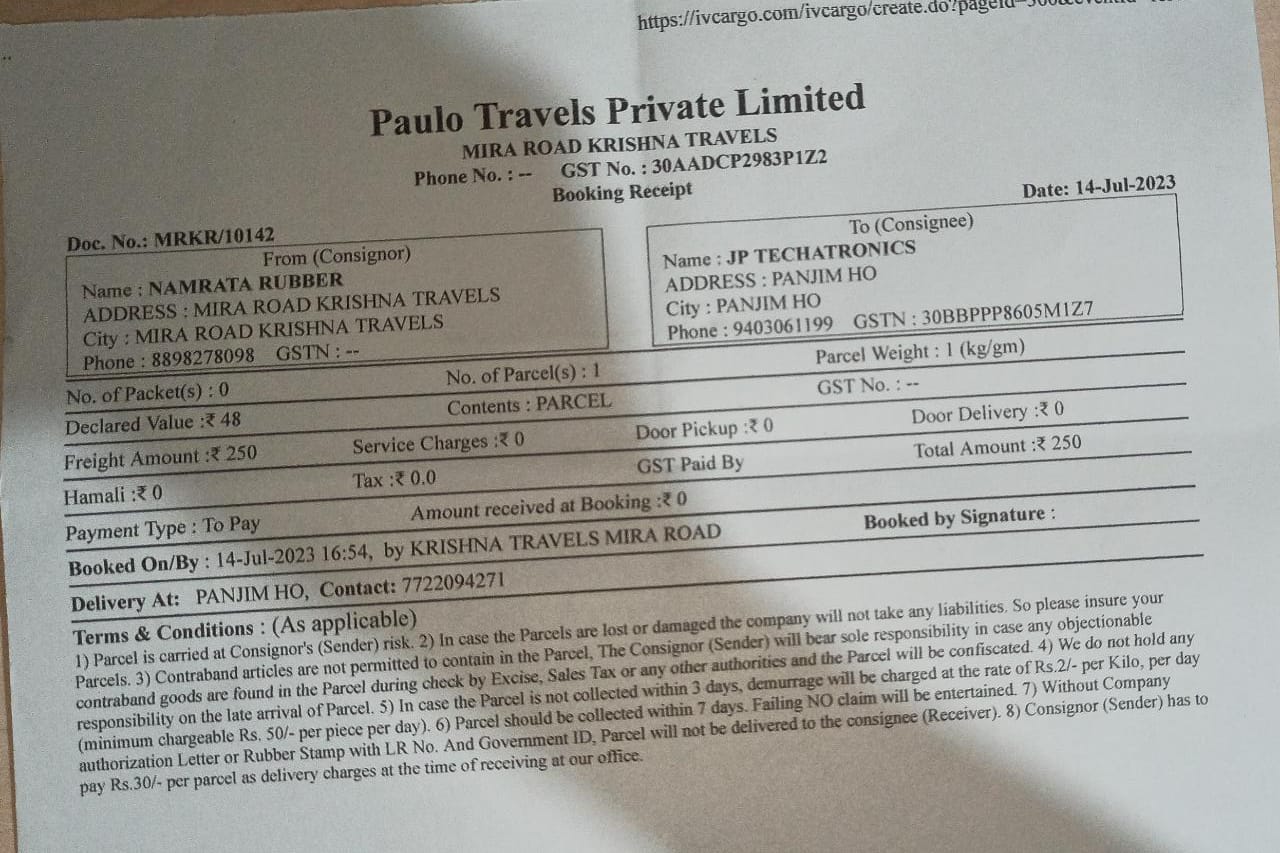 https://ivcargo.com/ivcargo/create.do?pageId=
Paulo Travels Private Limited
MIRA ROAD KRISHNA TRAVELS
Phone No. : -- GST No. : 30AADCP2983P1Z2
Booking Receipt
Date: 14-Jul-2023
Doc. No.: MRKR/10142
From (Consignor)
Name : NAMRATA RUBBER
ADDRESS : MIRA ROAD KRISHNA TRAVELS
City : MIRA ROAD KRISHNA TRAVELS
Phone : 8898278098 GSTN : --
To (Consignee)
Name : JP TECHATRONICS
ADDRESS : PANJIM HO
City : PANJIM HO
Phone : 9403061199 GSTN : 30BBPPP8605M1Z7
No. of Packet(s) : 0 No. of Parcel(s) : 1 Parcel Weight : 1 (kg/gm)
Declared Value :₹ 48 Contents : PARCEL GST No. : --
Freight Amount :₹ 250 Service Charges :₹ 0 Door Pickup :₹ 0 Door Delivery :₹ 0
Hamali :₹ 0 Tax :₹ 0.0 GST Paid By Total Amount :₹ 250
Payment Type : To Pay Amount received at Booking :₹ 0
Booked On/By : 14-Jul-2023 16:54, by KRISHNA TRAVELS MIRA ROAD Booked by Signature :
Delivery At: PANJIM HO, Contact: 7722094271
Terms & Conditions : (As applicable)
1) Parcel is carried at Consignor's (Sender) risk. 2) In case the Parcels are lost or damaged the company will not take any liabilities. So please insure your
Parcels. 3) Contraband articles are not permitted to contain in the Parcel, The Consignor (Sender) will bear sole responsibility in case any objectionable
contraband goods are found in the Parcel during check by Excise, Sales Tax or any other authorities and the Parcel will be confiscated. 4) We do not hold any
responsibility on the late arrival of Parcel. 5) In case the Parcel is not collected within 3 days, demurrage will be charged at the rate of Rs.2/- per Kilo, per day
(minimum chargeable Rs. 50/- per piece per day). 6) Parcel should be collected within 7 days. Failing NO claim will be entertained. 7) Without Company
authorization Letter or Rubber Stamp with LR No. And Government ID, Parcel will not be delivered to the consignee (Receiver). 8) Consignor (Sender) has to
pay Rs.30/- per parcel as delivery charges at the time of receiving at our office.